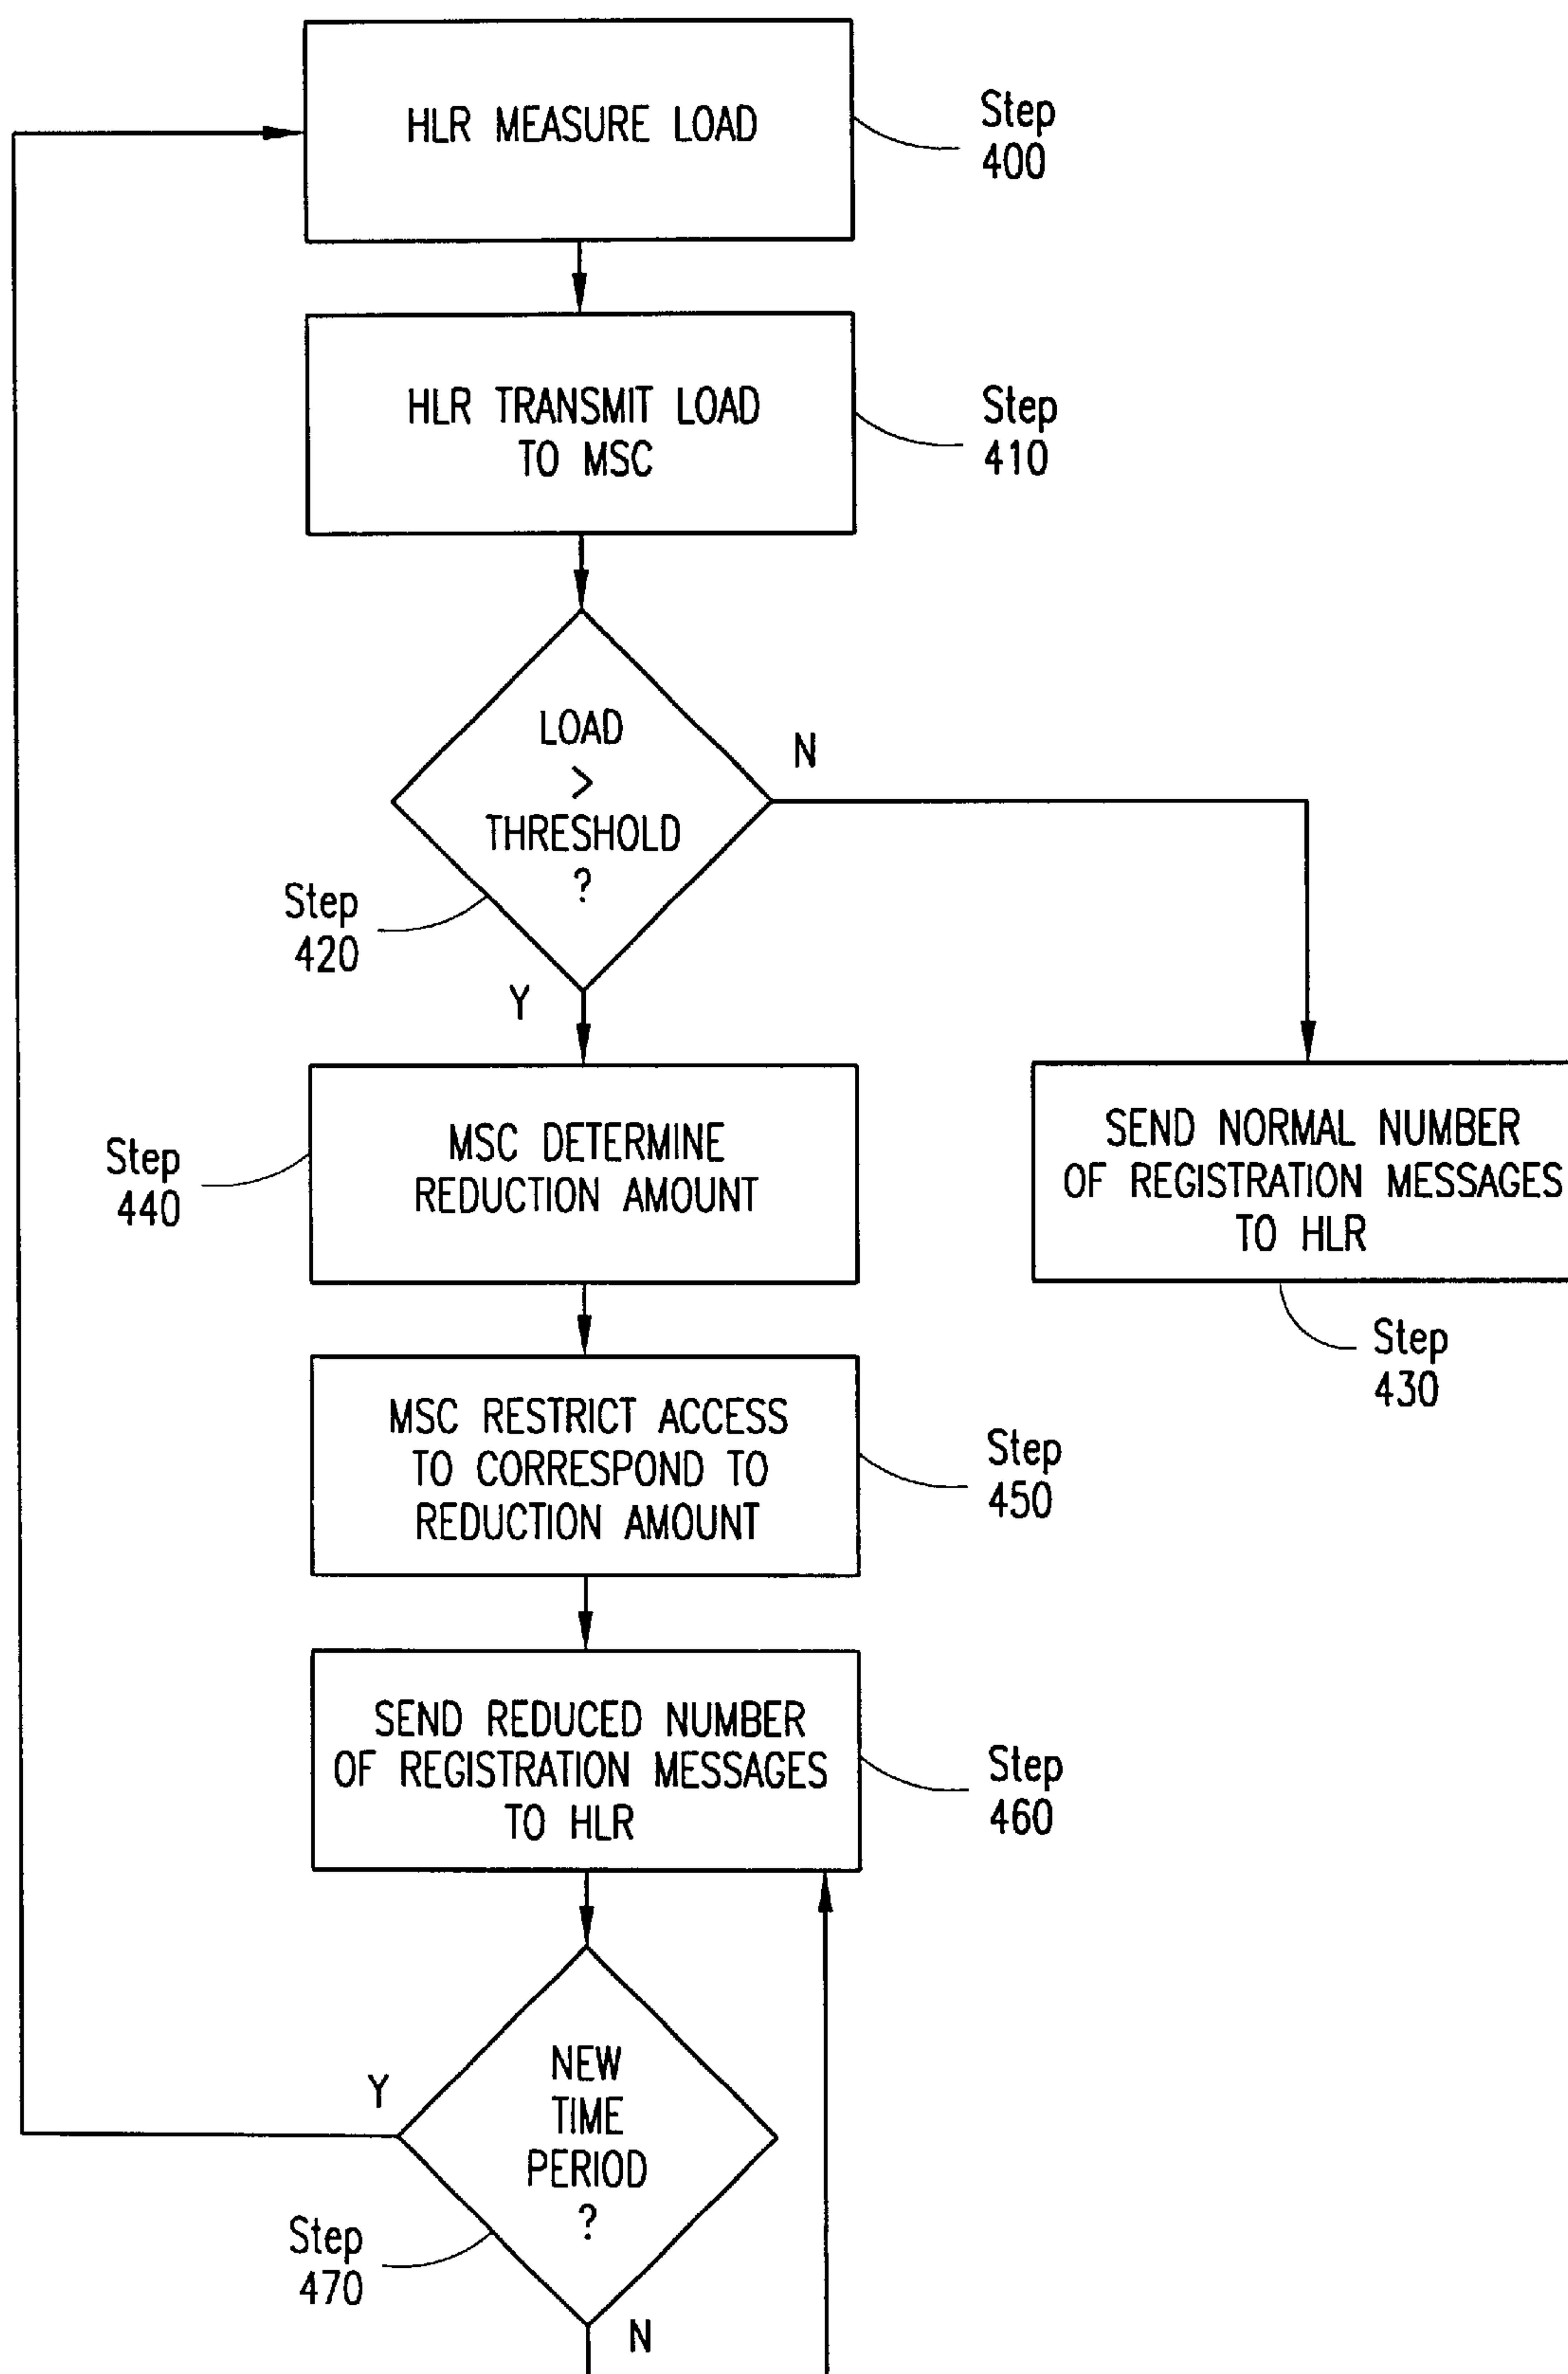 HLR MEASURE LOAD
Step
400
HLR TRANSMIT LOAD
TO MSC
Step
410
LOAD
>
THRESHOLD
?
N
Step
420
Y
MSC DETERMINE
REDUCTION AMOUNT
Step
440
SEND NORMAL NUMBER
OF REGISTRATION MESSAGES
TO HLR
Step
430
MSC RESTRICT ACCESS
TO CORRESPOND TO
REDUCTION AMOUNT
Step
450
SEND REDUCED NUMBER
OF REGISTRATION MESSAGES
TO HLR
Step
460
Y
NEW
TIME
PERIOD
?
Step
470
N